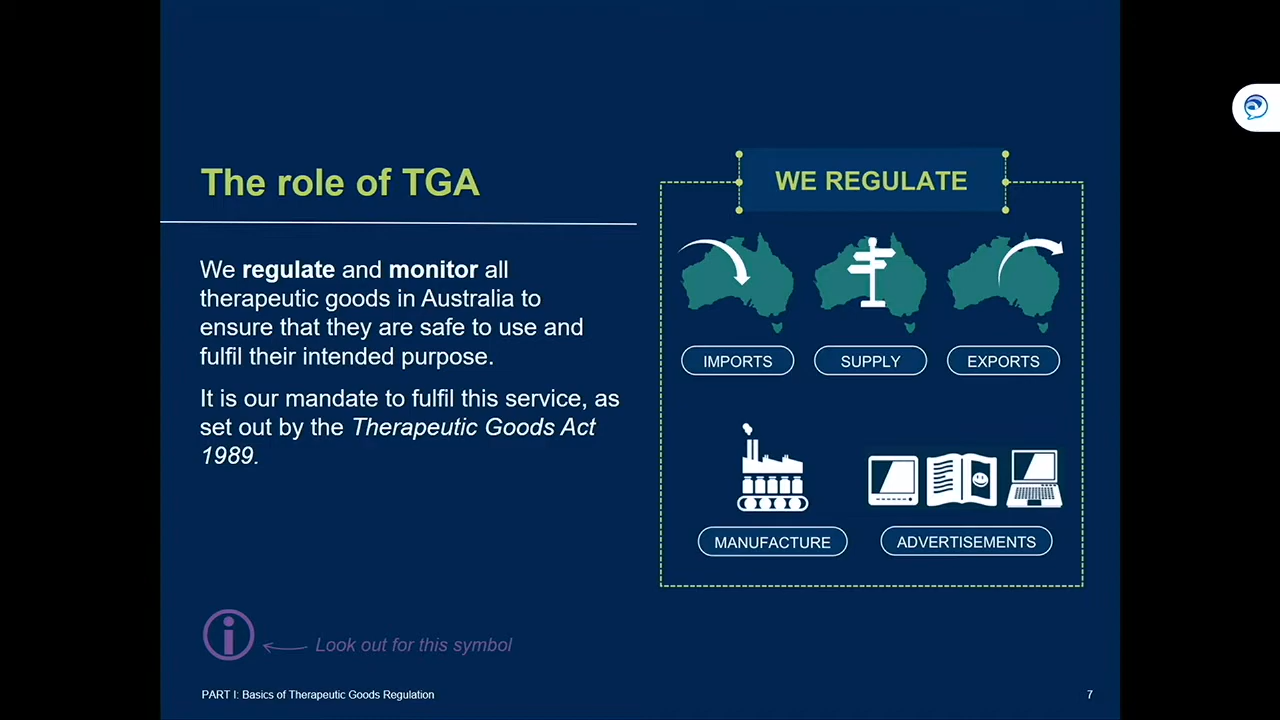 The role of TGA
We regulate and monitor all
therapeutic goods in Australia to
ensure that they are safe to use and
fulfil their intended purpose.
It is our mandate to fulfil this service, as
set out by the Therapeutic Goods Act
1989.
WE REGULATE
IMPORTS
SUPPLY
EXPORTS
MANUFACTURE
ADVERTISEMENTS
Look out for this symbol
PART I: Basics of Therapeutic Goods Regulation
7